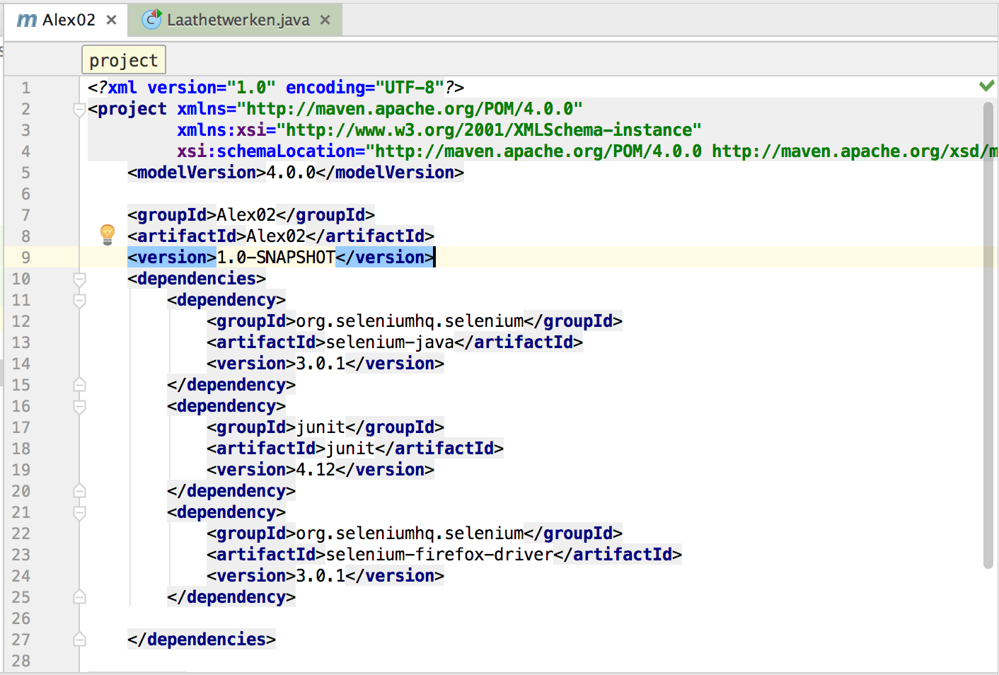 Alex02
Laathetwerken.java
project
1 <?xml version="1.0" encoding="UTF-8"?>
2 <project xmlns="http://maven.apache.org/POM/4.0.0"
3 xmlns:xsi="http://www.w3.org/2001/XMLSchema-instance"
4 xsi:schemaLocation="http://maven.apache.org/POM/4.0.0 http://maven.apache.org/xsd/m
5 <modelVersion>4.0.0</modelVersion>
6
7 <groupId>Alex02</groupId>
8 <artifactId>Alex02</artifactId>
9 <version>1.0-SNAPSHOT</version>
10 <dependencies>
11 <dependency>
12 <groupId>org.seleniumhq.selenium</groupId>
13 <artifactId>selenium-java</artifactId>
14 <version>3.0.1</version>
15 </dependency>
16 <dependency>
17 <groupId>junit</groupId>
18 <artifactId>junit</artifactId>
19 <version>4.12</version>
20 </dependency>
21 <dependency>
22 <groupId>org.seleniumhq.selenium</groupId>
23 <artifactId>selenium-firefox-driver</artifactId>
24 <version>3.0.1</version>
25 </dependency>
26
27 </dependencies>
28